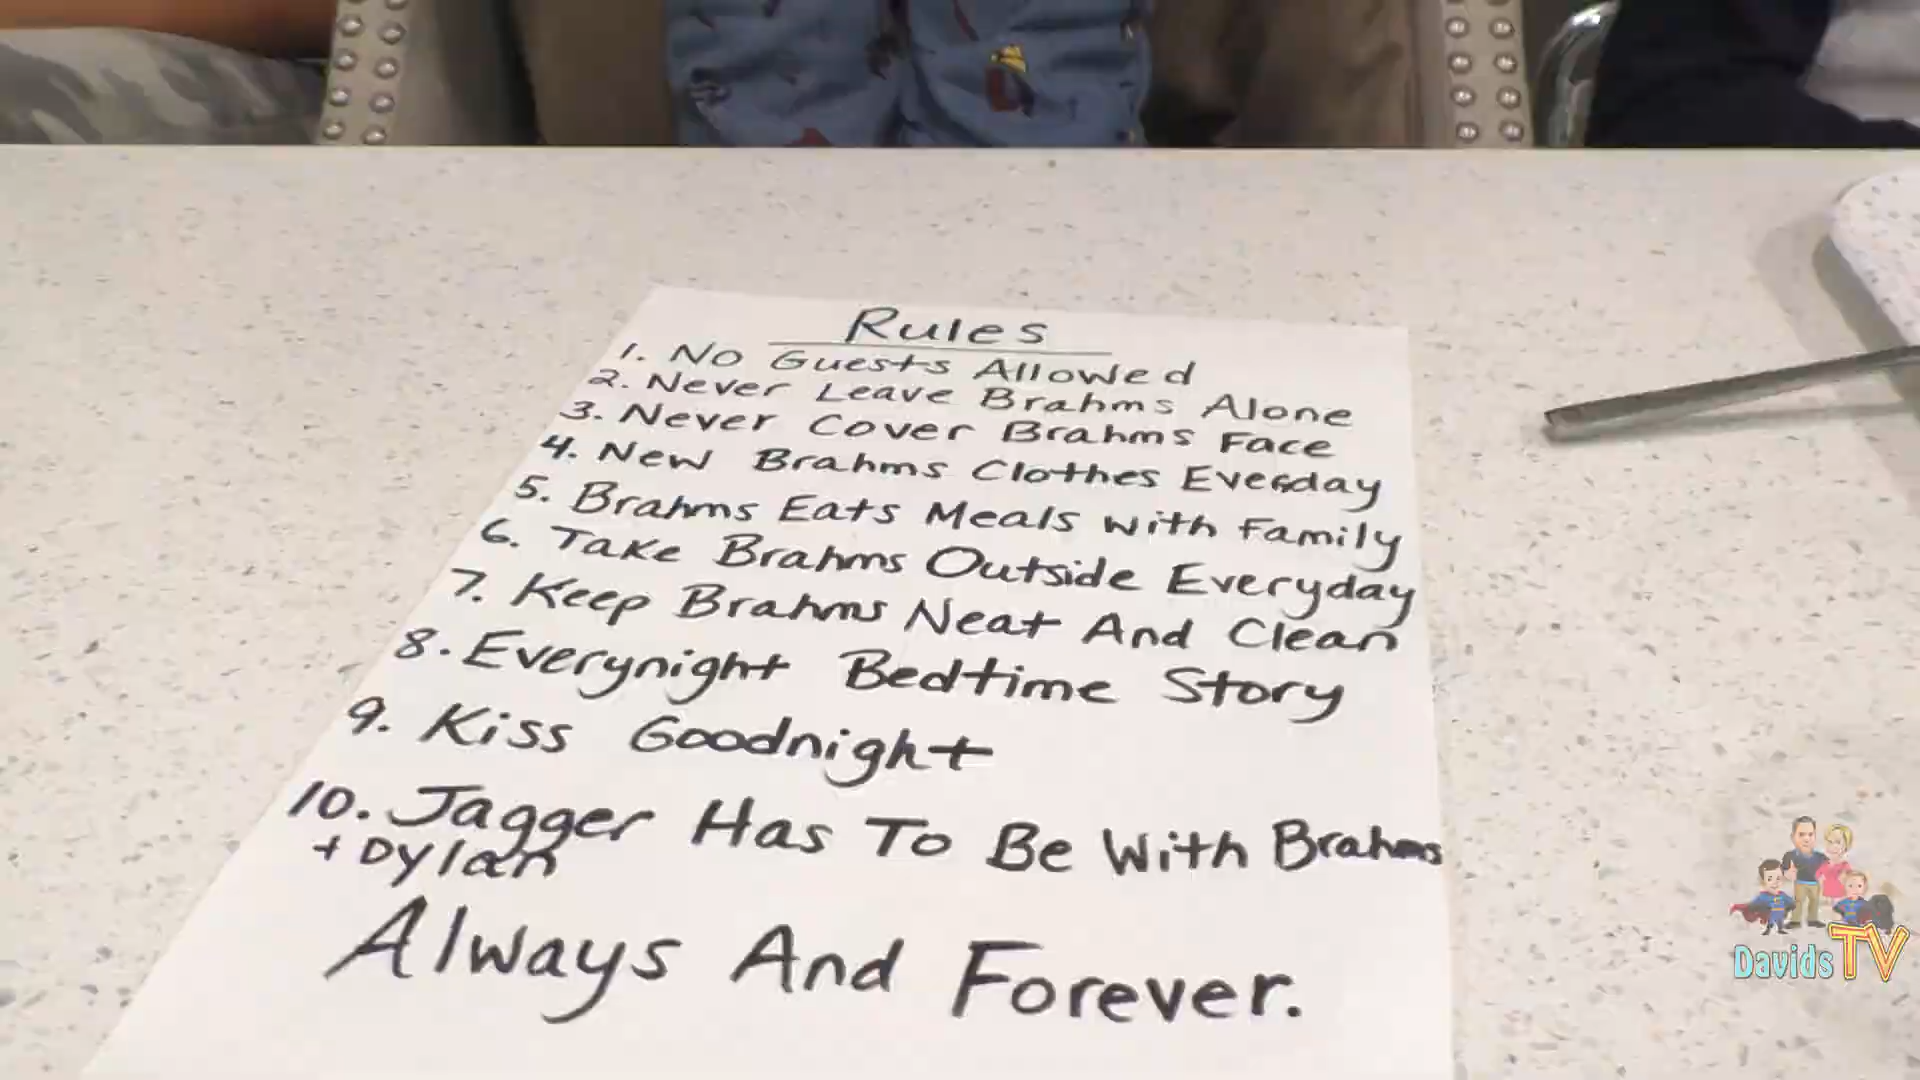 Rules
1. No Guests Allowed
2. Never Leave Brahms Alone
3. Never Cover Brahms Face
4. New Brahms Clothes Everday
5. Brahms Eats Meals with Family
6. Take Brahms Outside Everyday
7. Keep Brahms Neat And Clean
8. Everynight Bedtime Story
9. Kiss Goodnight
10. Jagger Has To Be With Brahms
+ Dylan
Always And Forever.
Davids TV